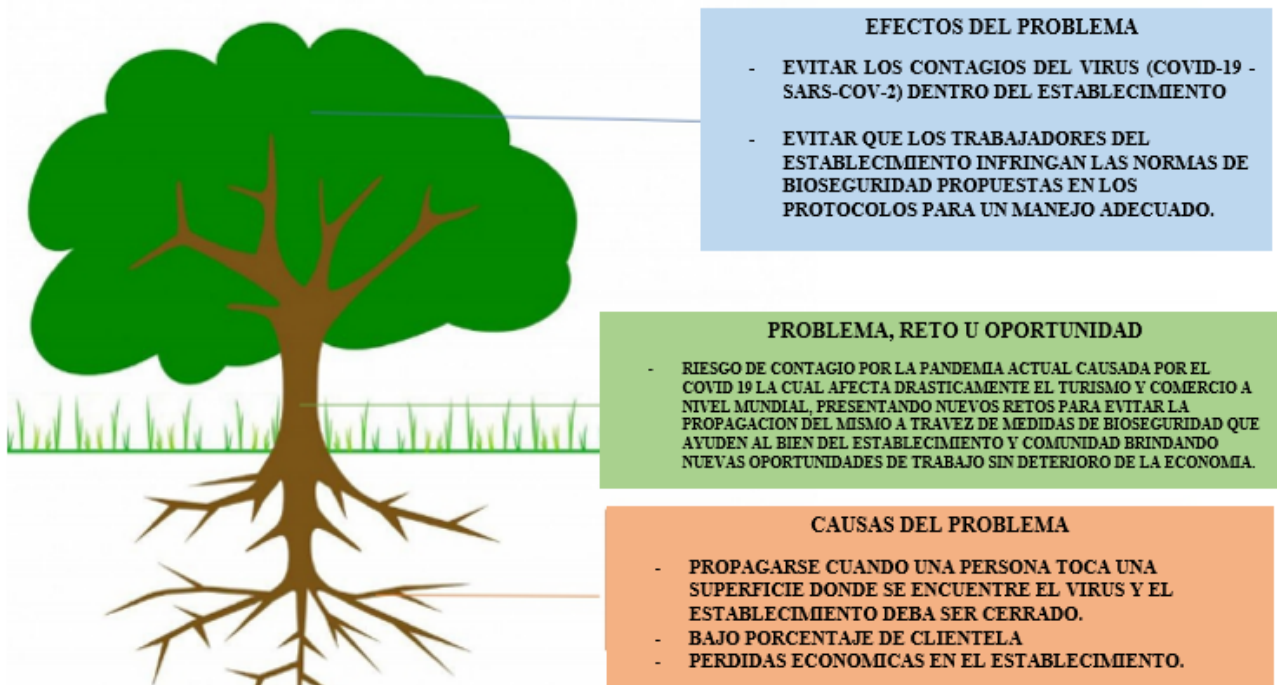 EFECTOS DEL PROBLEMA
- EVITAR LOS CONTAGIOS DEL VIRUS (COVID-19 -
SARS-COV-2) DENTRO DEL ESTABLECIMIENTO
- EVITAR QUE LOS TRABAJADORES DEL
ESTABLECIMIENTO INFRINGAN LAS NORMAS DE
BIOSEGURIDAD PROPUESTAS EN LOS
PROTOCOLOS PARA UN MANEJO ADECUADO.
PROBLEMA, RETO U OPORTUNIDAD
- RIESGO DE CONTAGIO POR LA PANDEMIA ACTUAL CAUSADA POR EL
COVID 19 LA CUAL AFECTA DRASTICAMENTE EL TURISMO Y COMERCIO A
NIVEL MUNDIAL, PRESENTANDO NUEVOS RETOS PARA EVITAR LA
PROPAGACION DEL MISMO A TRAVEZ DE MEDIDAS DE BIOSEGURIDAD QUE
AYUDEN AL BIEN DEL ESTABLECIMIENTO Y COMUNIDAD BRINDANDO
NUEVAS OPORTUNIDADES DE TRABAJO SIN DETERIORO DE LA ECONOMIA.
CAUSAS DEL PROBLEMA
- PROPAGARSE CUANDO UNA PERSONA TOCA UNA
SUPERFICIE DONDE SE ENCUENTRE EL VIRUS Y EL
ESTABLECIMIENTO DEBA SER CERRADO.
- BAJO PORCENTAJE DE CLIENTELA
- PERDIDAS ECONOMICAS EN EL ESTABLECIMIENTO.